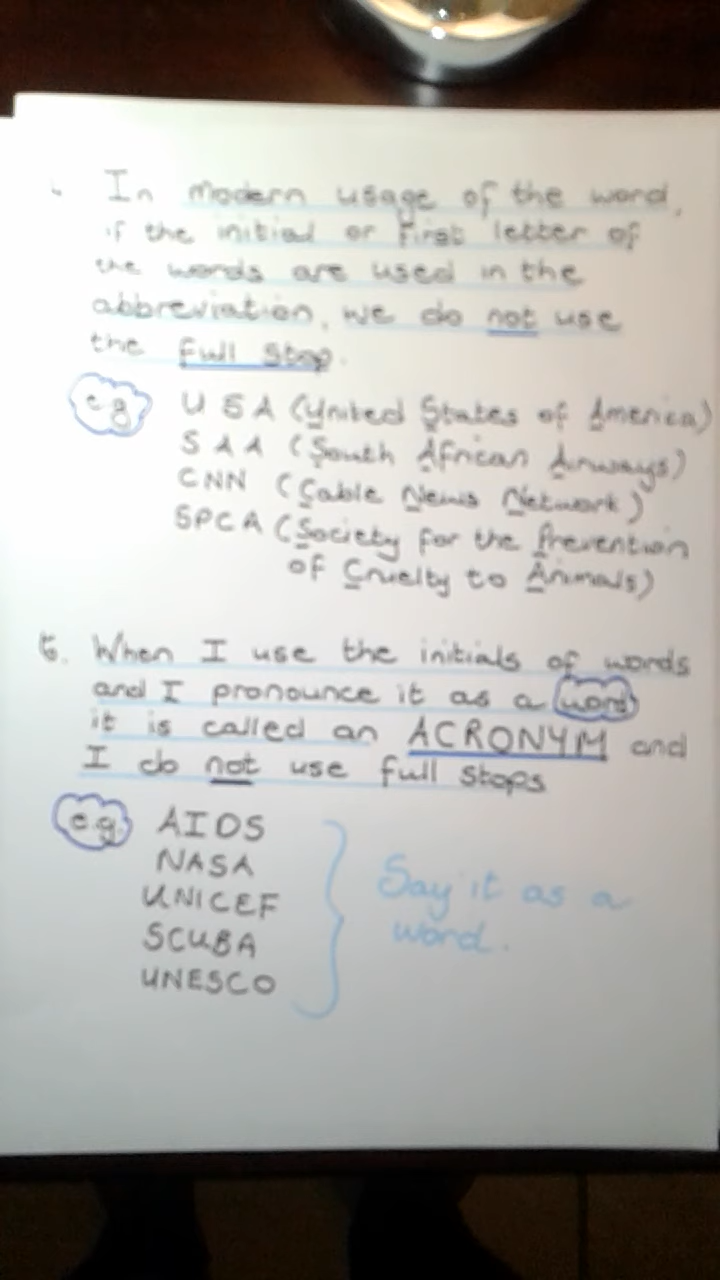 In modern usage of the word,
if the initial or first letter of
the words are used in the
abbreviation, we do not use
the full stop.
e.g USA (United States of America)
SAA (South African Airways)
CNN (Cable News Network)
SPCA (Society for the Prevention
of Cruelty to Animals)
5. When I use the initials of words
and I pronounce it as a word
it is called an ACRONYM and
I do not use full stops
e.g. AIDS
NASA
UNICEF
SCUBA
UNESCO
Say it as a
word.